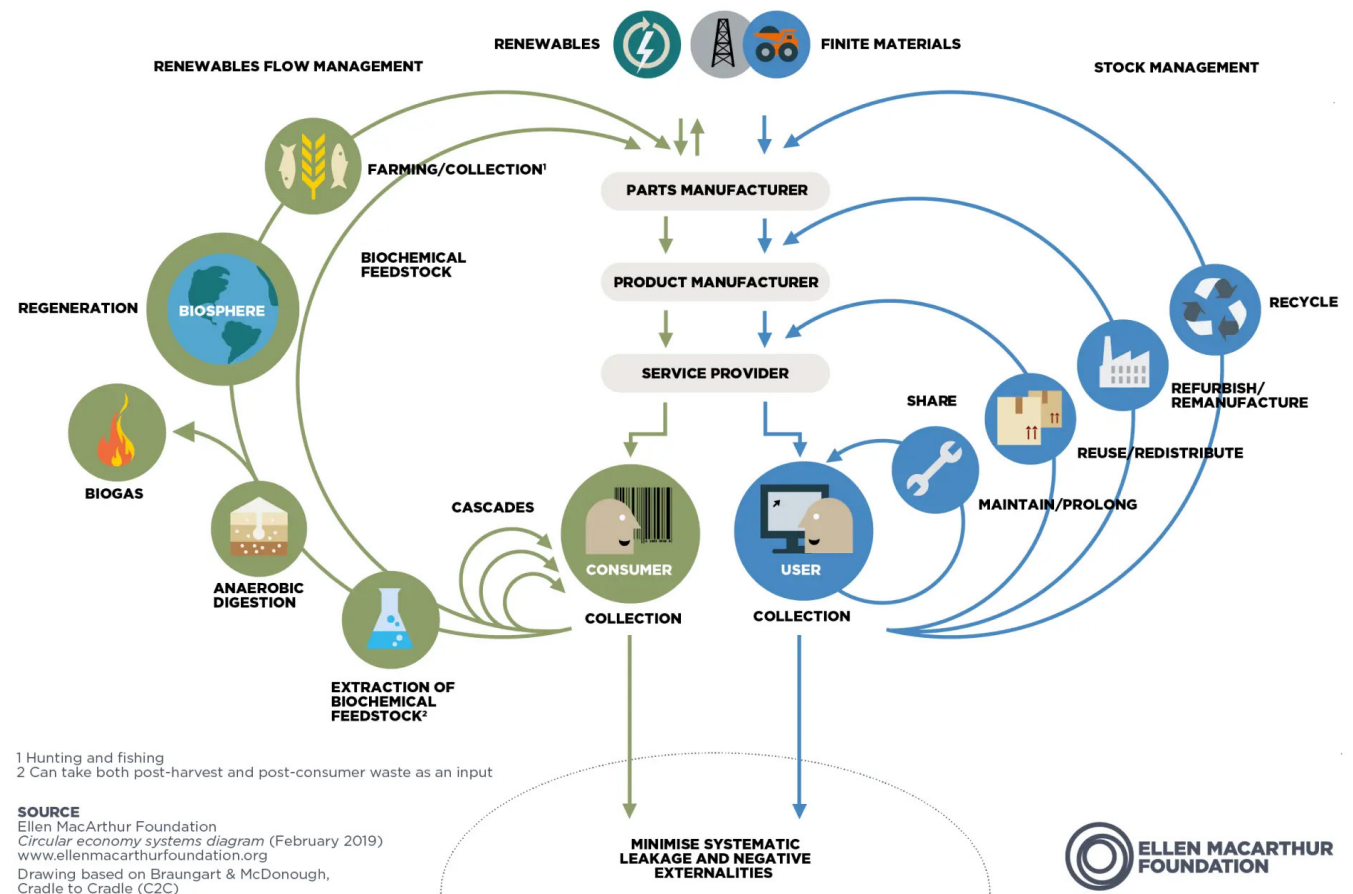 RENEWABLES
FINITE MATERIALS
RENEWABLES FLOW MANAGEMENT
STOCK MANAGEMENT
FARMING/COLLECTION¹
PARTS MANUFACTURER
BIOCHEMICAL
FEEDSTOCK
PRODUCT MANUFACTURER
REGENERATION
BIOSPHERE
RECYCLE
SERVICE PROVIDER
SHARE
REFURBISH/
REMANUFACTURE
REUSE/REDISTRIBUTE
BIOGAS
CASCADES
MAINTAIN/PROLONG
CONSUMER
USER
ANAEROBIC
DIGESTION
COLLECTION
COLLECTION
EXTRACTION OF
BIOCHEMICAL
FEEDSTOCK²
1 Hunting and fishing
2 Can take both post-harvest and post-consumer waste as an input
SOURCE
Ellen MacArthur Foundation
Circular economy systems diagram (February 2019)
www.ellenmacarthurfoundation.org
Drawing based on Braungart & McDonough,
Cradle to Cradle (C2C)
MINIMISE SYSTEMATIC
LEAKAGE AND NEGATIVE
EXTERNALITIES
ELLEN MACARTHUR
FOUNDATION